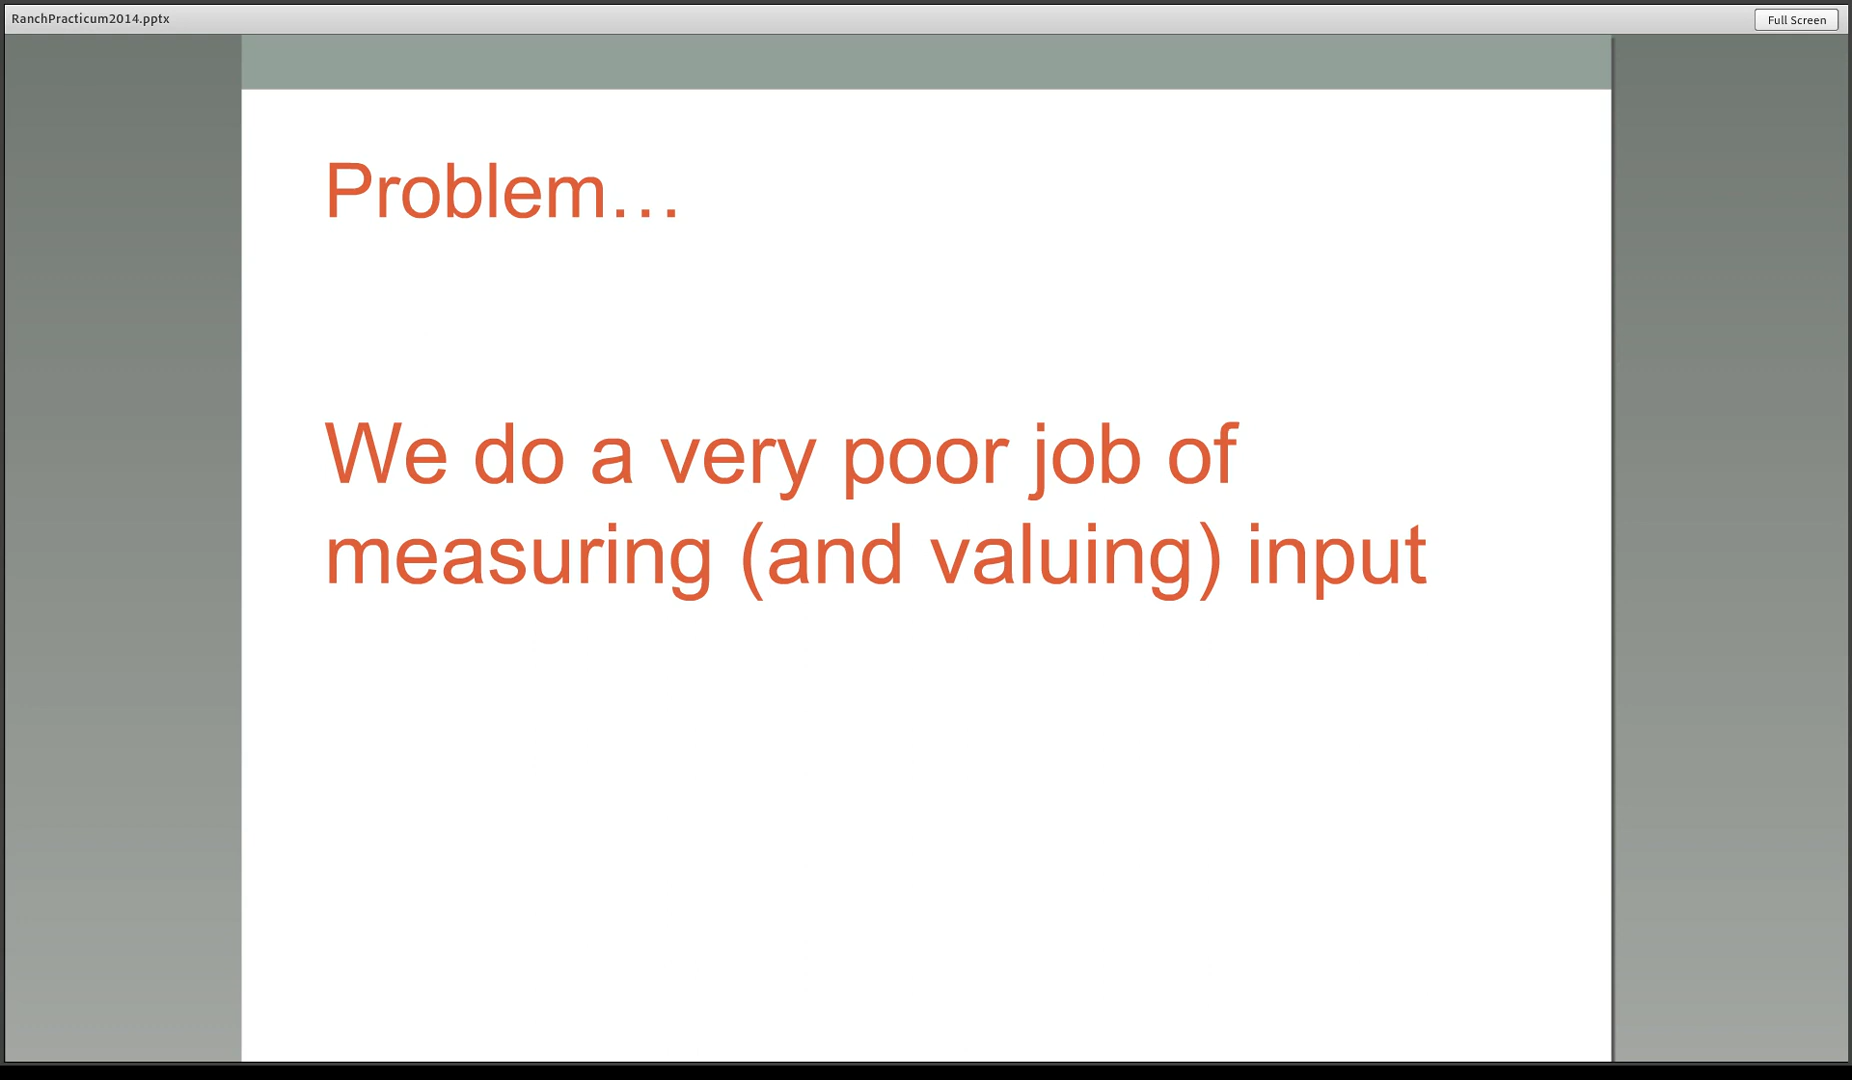 RanchPracticum2014.pptx
Full Screen
Problem…
We do a very poor job of
measuring (and valuing) input